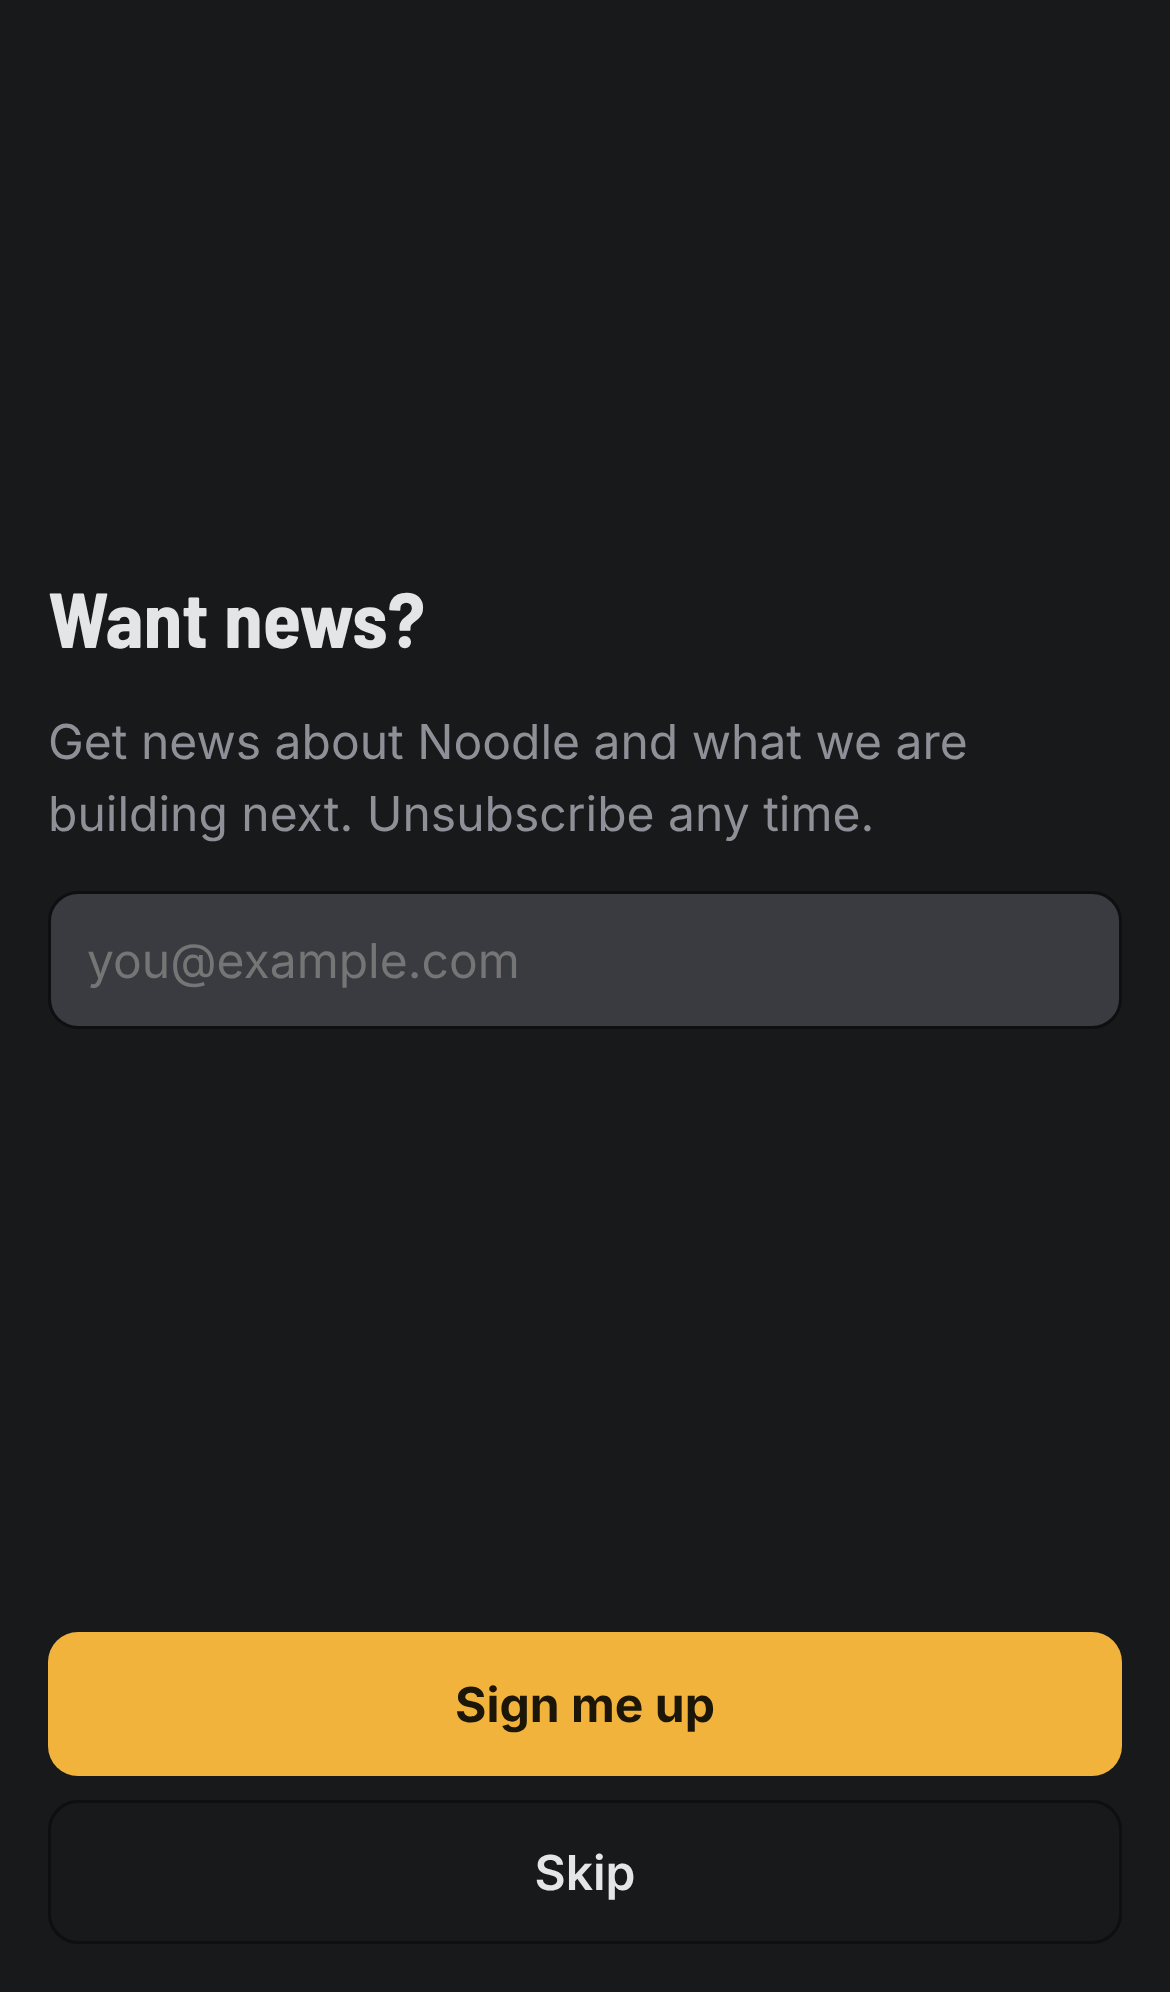 Want news?
Get news about Noodle and what we are
building next. Unsubscribe any time.
you@example.com
Sign me up
Skip